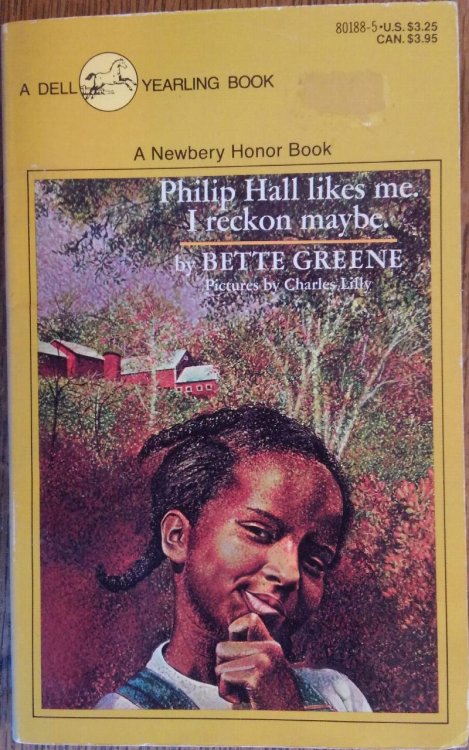 80188-5•U.S. $3.25
CAN. $3.95
A DELL YEARLING BOOK
A Newbery Honor Book
Philip Hall likes me.
I reckon maybe.
by BETTE GREENE
Pictures by Charles Lilly